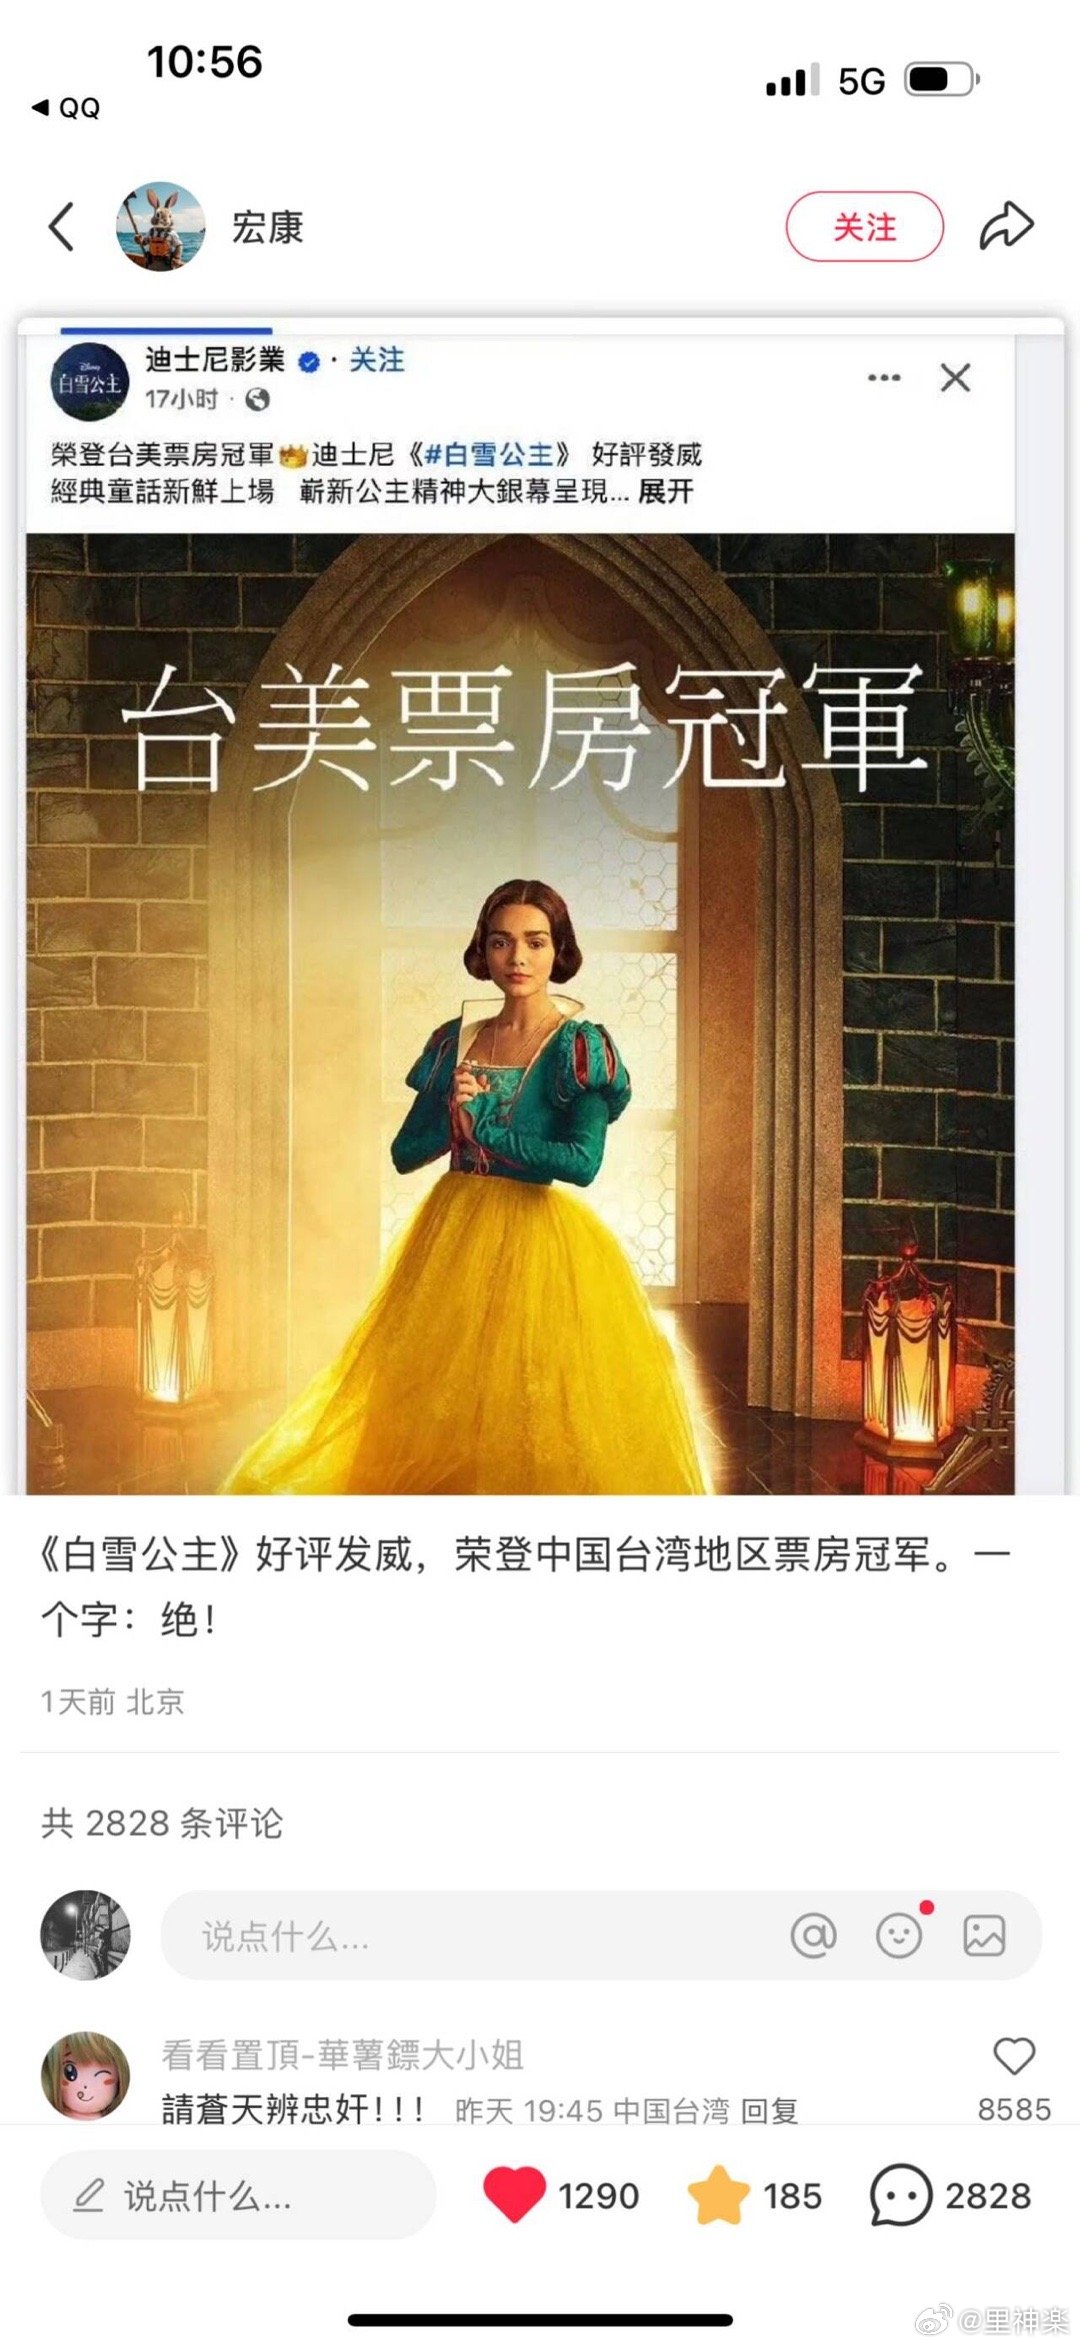 10:56
5G
◀ QQ
宏康
关注
迪士尼影業 · 关注
Disney
白雪公主
17小时 ·
榮登台美票房冠軍👑迪士尼《#白雪公主》 好評發威
經典童話新鮮上場 嶄新公主精神大銀幕呈現... 展开
台美票房冠軍
《白雪公主》好评发威，荣登中国台湾地区票房冠军。一
个字：绝！
1天前 北京
共 2828 条评论
说点什么...
看看置頂-華薯鏢大小姐
請蒼天辨忠奸！！！ 昨天 19:45 中国台湾 回复
8585
说点什么...
1290
185
2828
@里神楽